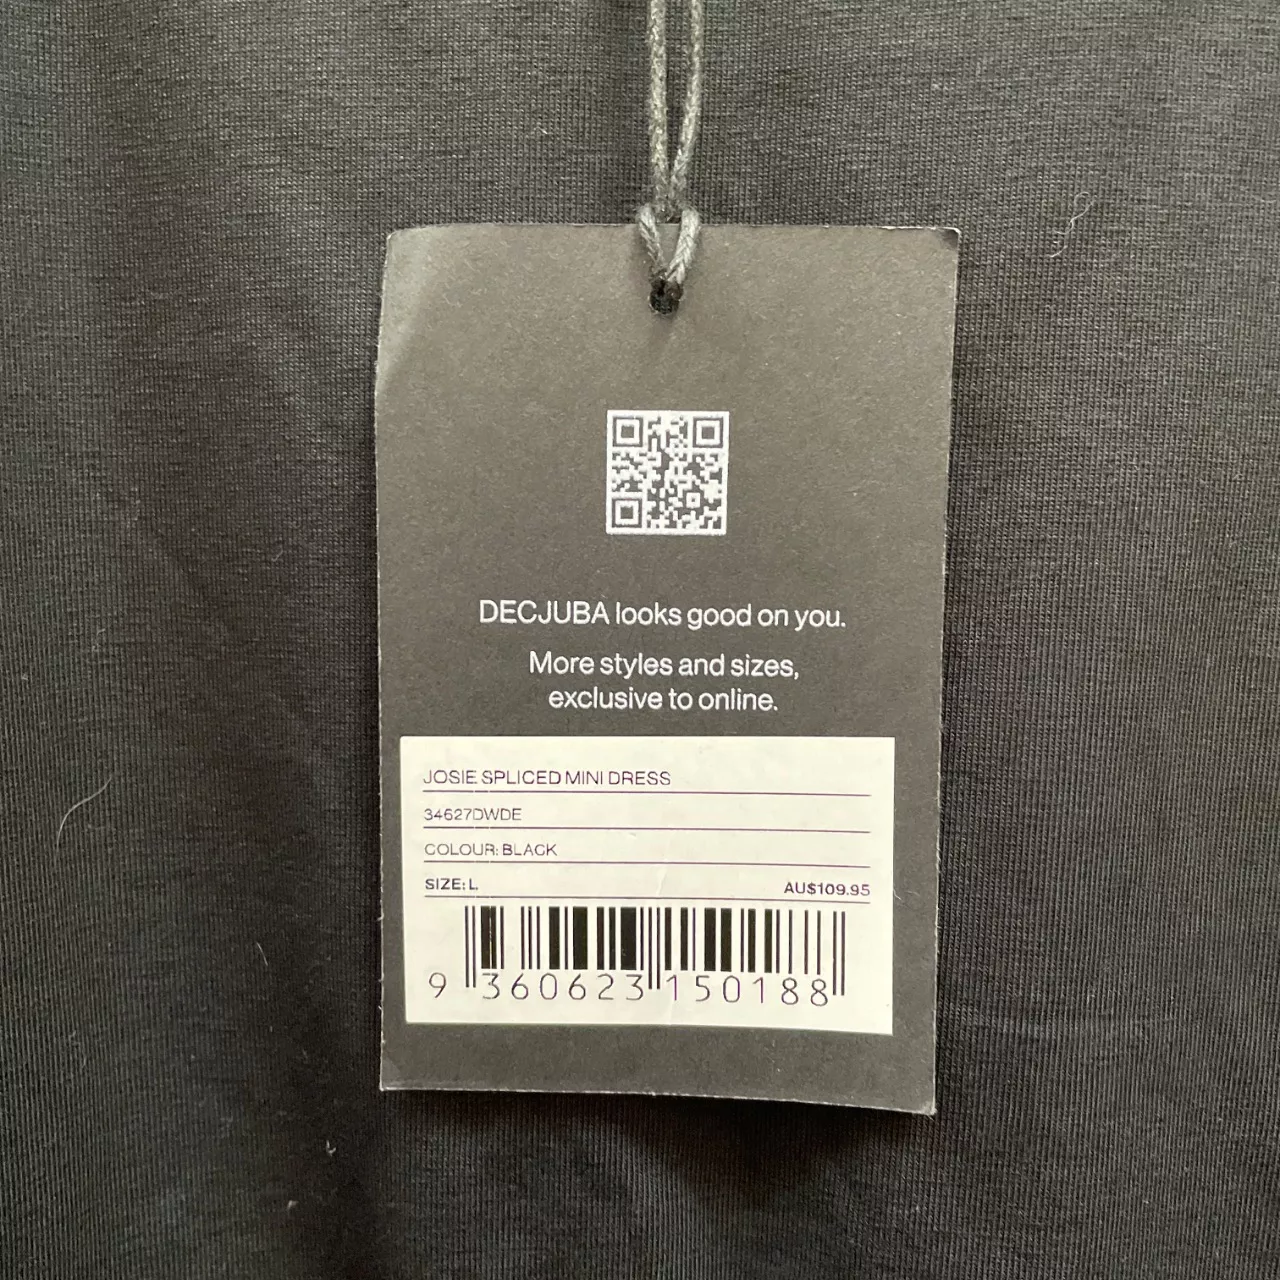 DECJUBA looks good on you.
More styles and sizes,
exclusive to online.
JOSIE SPLICED MINI DRESS
34627DWDE
COLOUR: BLACK
SIZE: L
AU$109.95
9 360623 150188